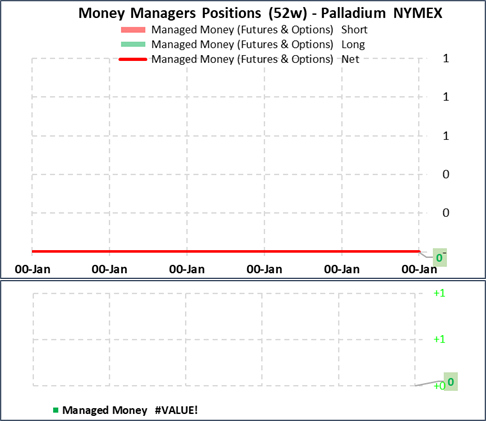 Money Managers Positions (52w) - Palladium NYMEX
Managed Money (Futures & Options) Short
Managed Money (Futures & Options) Long
Managed Money (Futures & Options) Net
1
1
1
0
0
0
00-Jan 00-Jan 00-Jan 00-Jan 00-Jan 00-Jan
+1
+1
+0 0
Managed Money #VALUE!